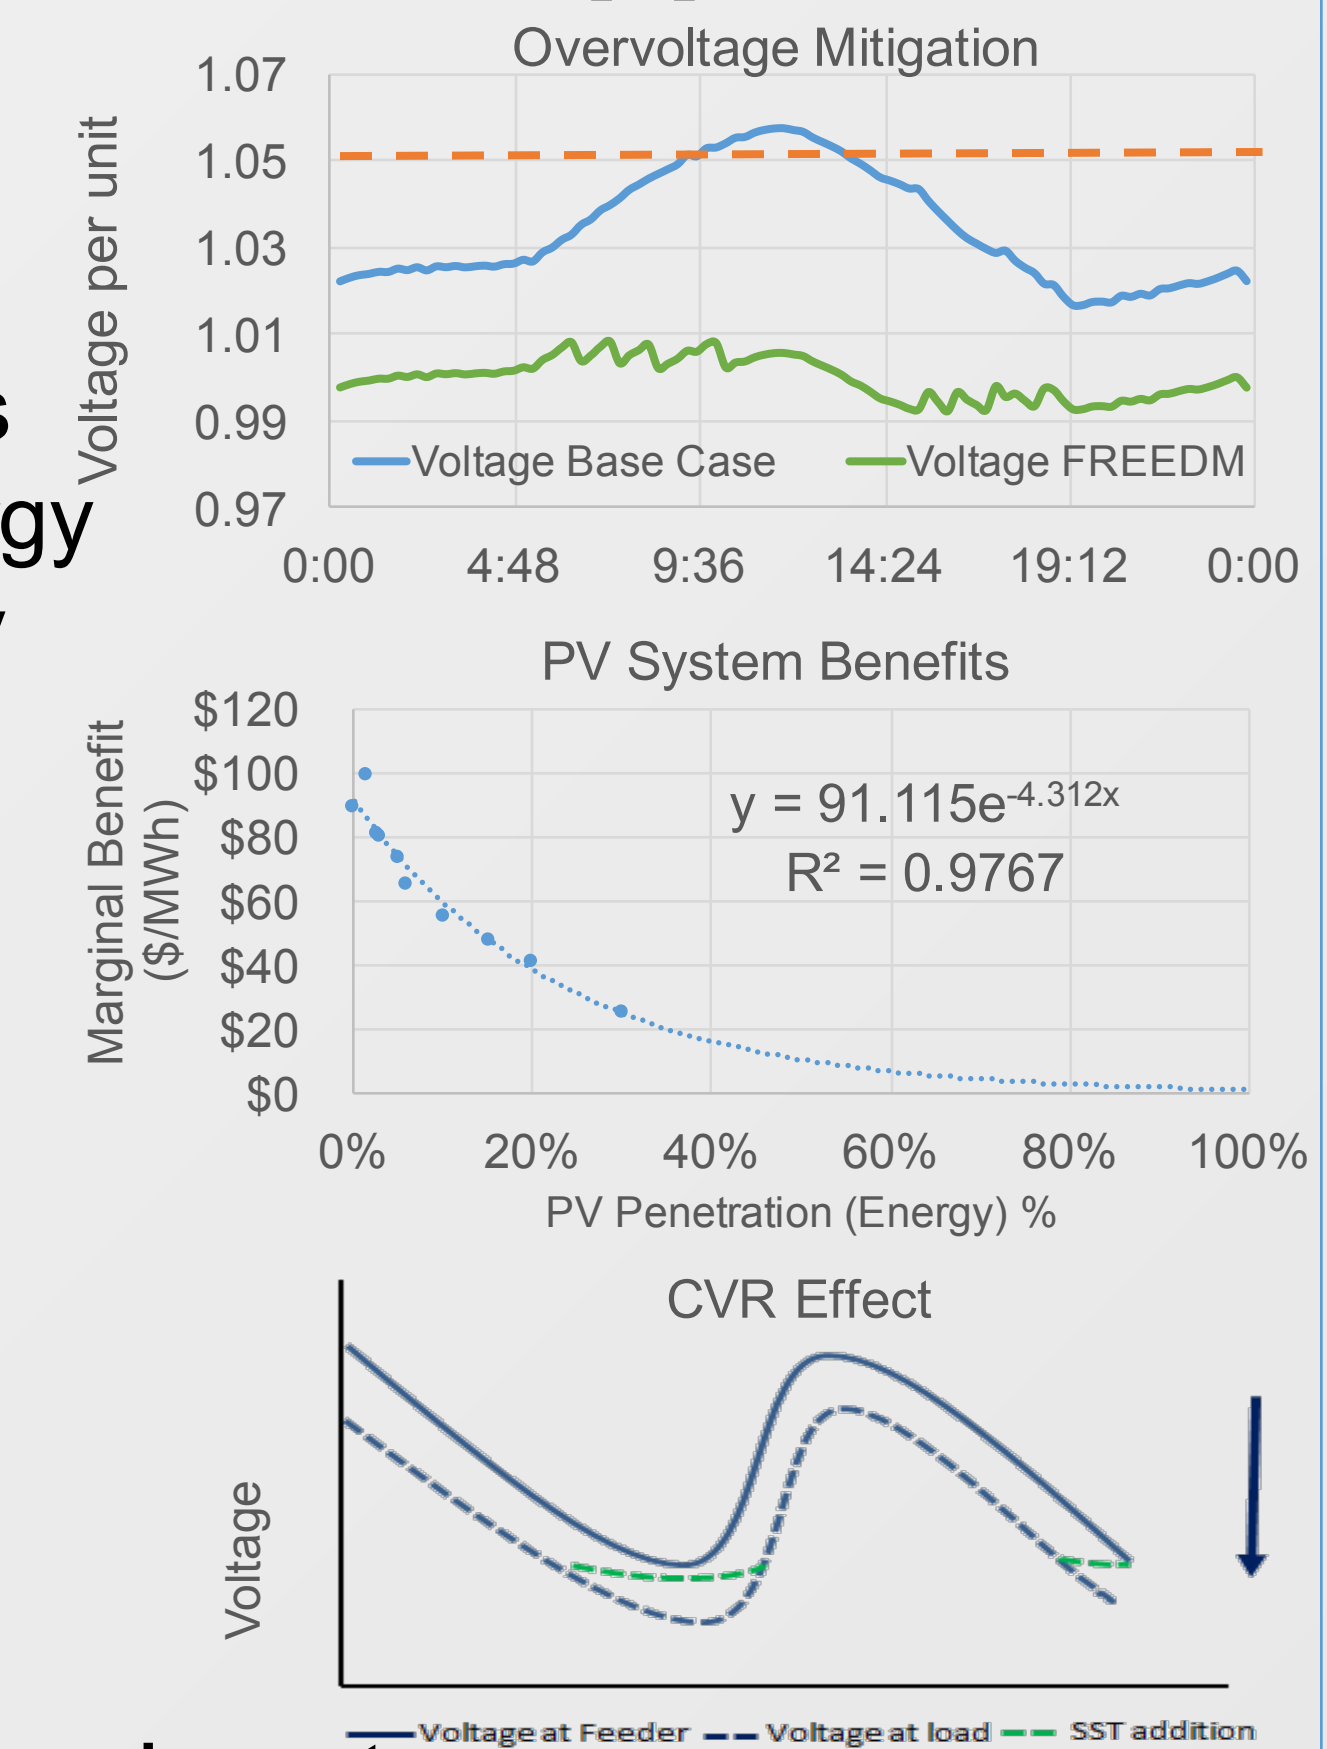 Overvoltage Mitigation
Voltage per unit
1.07
1.05
1.03
1.01
0.99
0.97
Voltage Base Case
Voltage FREEDM
0:00 4:48 9:36 14:24 19:12 0:00
PV System Benefits
Marginal Benefit
($/MWh)
$120
$100
$80
$60
$40
$20
$0
y = 91.115e^-4.312x
R² = 0.9767
0% 20% 40% 60% 80% 100%
PV Penetration (Energy) %
CVR Effect
Voltage
Voltage at Feeder Voltage at load SST addition